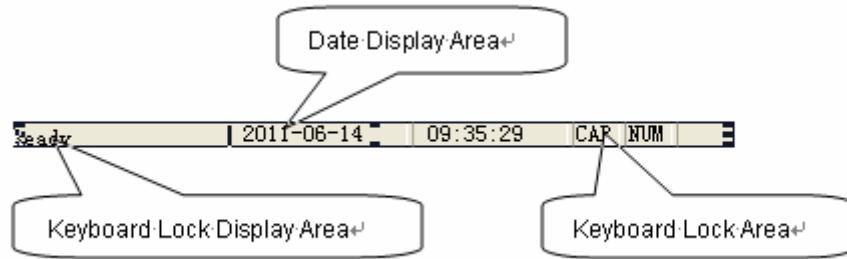 Date Display Area
Ready 2011-06-14 09:35:29 CAP NUM
Keyboard Lock Display Area
Keyboard Lock Area